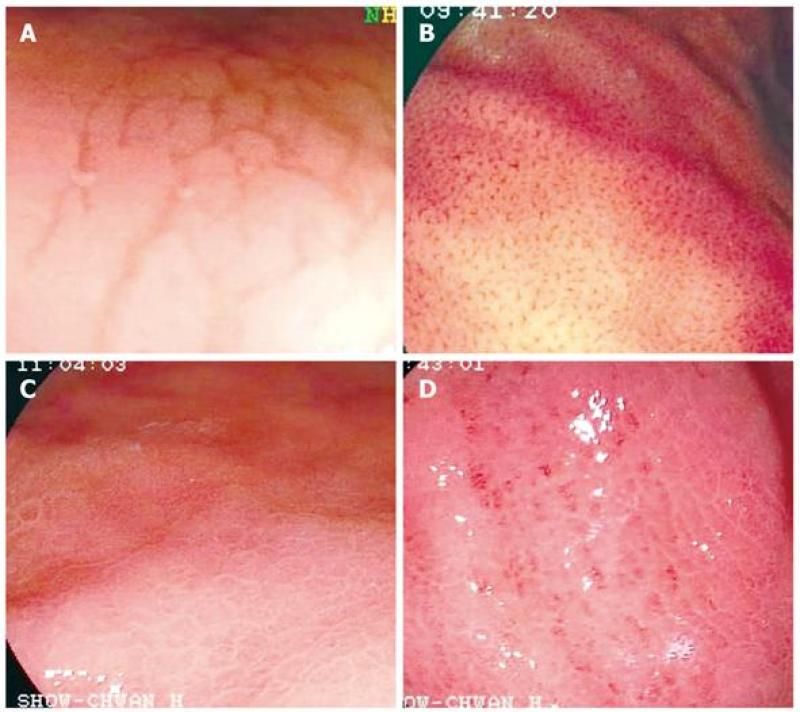 A
NH
B
09:41:20
11:04:03
C
:43:01
D
SHOW-CHWAN H
OW-CHWAN H.